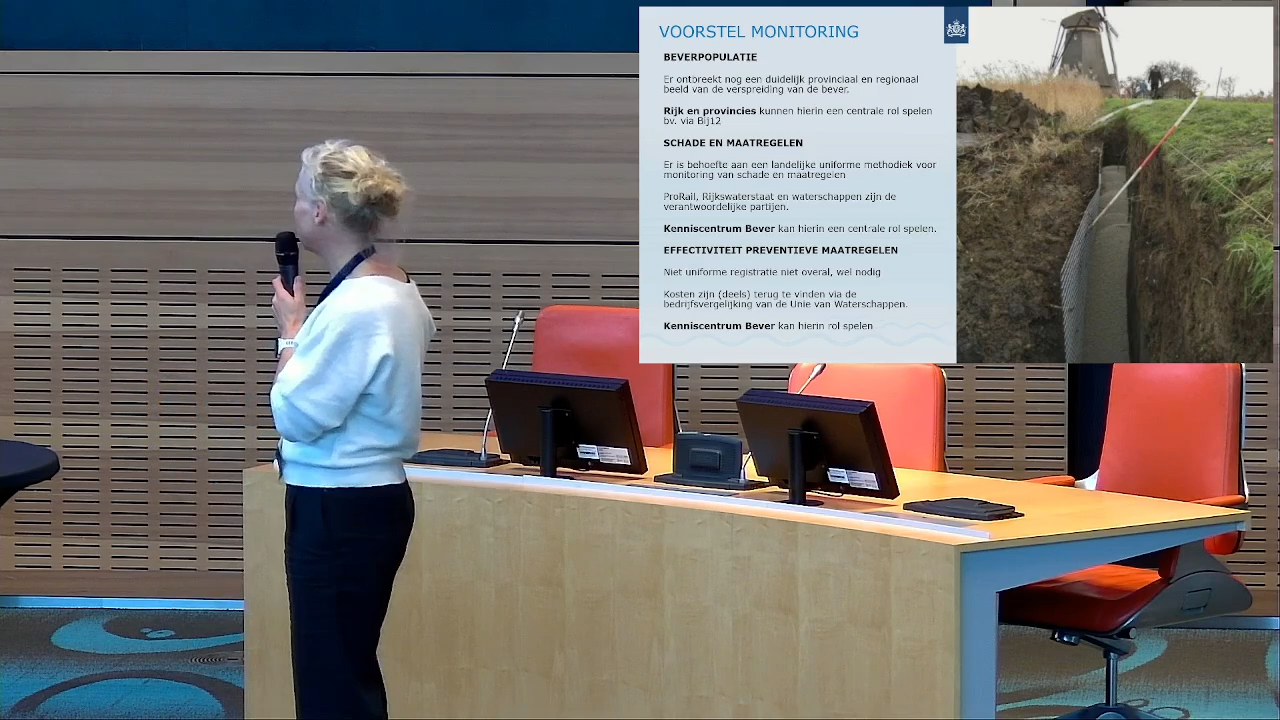 VOORSTEL MONITORING
BEVERPOPULATIE
Er ontbreekt nog een duidelijk provinciaal en regionaal
beeld van de verspreiding van de bever.
Rijk en provincies kunnen hierin een centrale rol spelen
bv. via Bij12
SCHADE EN MAATREGELEN
Er is behoefte aan een landelijke uniforme methodiek voor
monitoring van schade en maatregelen
ProRail, Rijkswaterstaat en waterschappen zijn de
verantwoordelijke partijen.
Kenniscentrum Bever kan hierin een centrale rol spelen.
EFFECTIVITEIT PREVENTIEVE MAATREGELEN
Niet uniforme registratie niet overal, wel nodig
Kosten zijn (deels) terug te vinden via de
bedrijfsvergelijking van de Unie van Waterschappen.
Kenniscentrum Bever kan hierin rol spelen